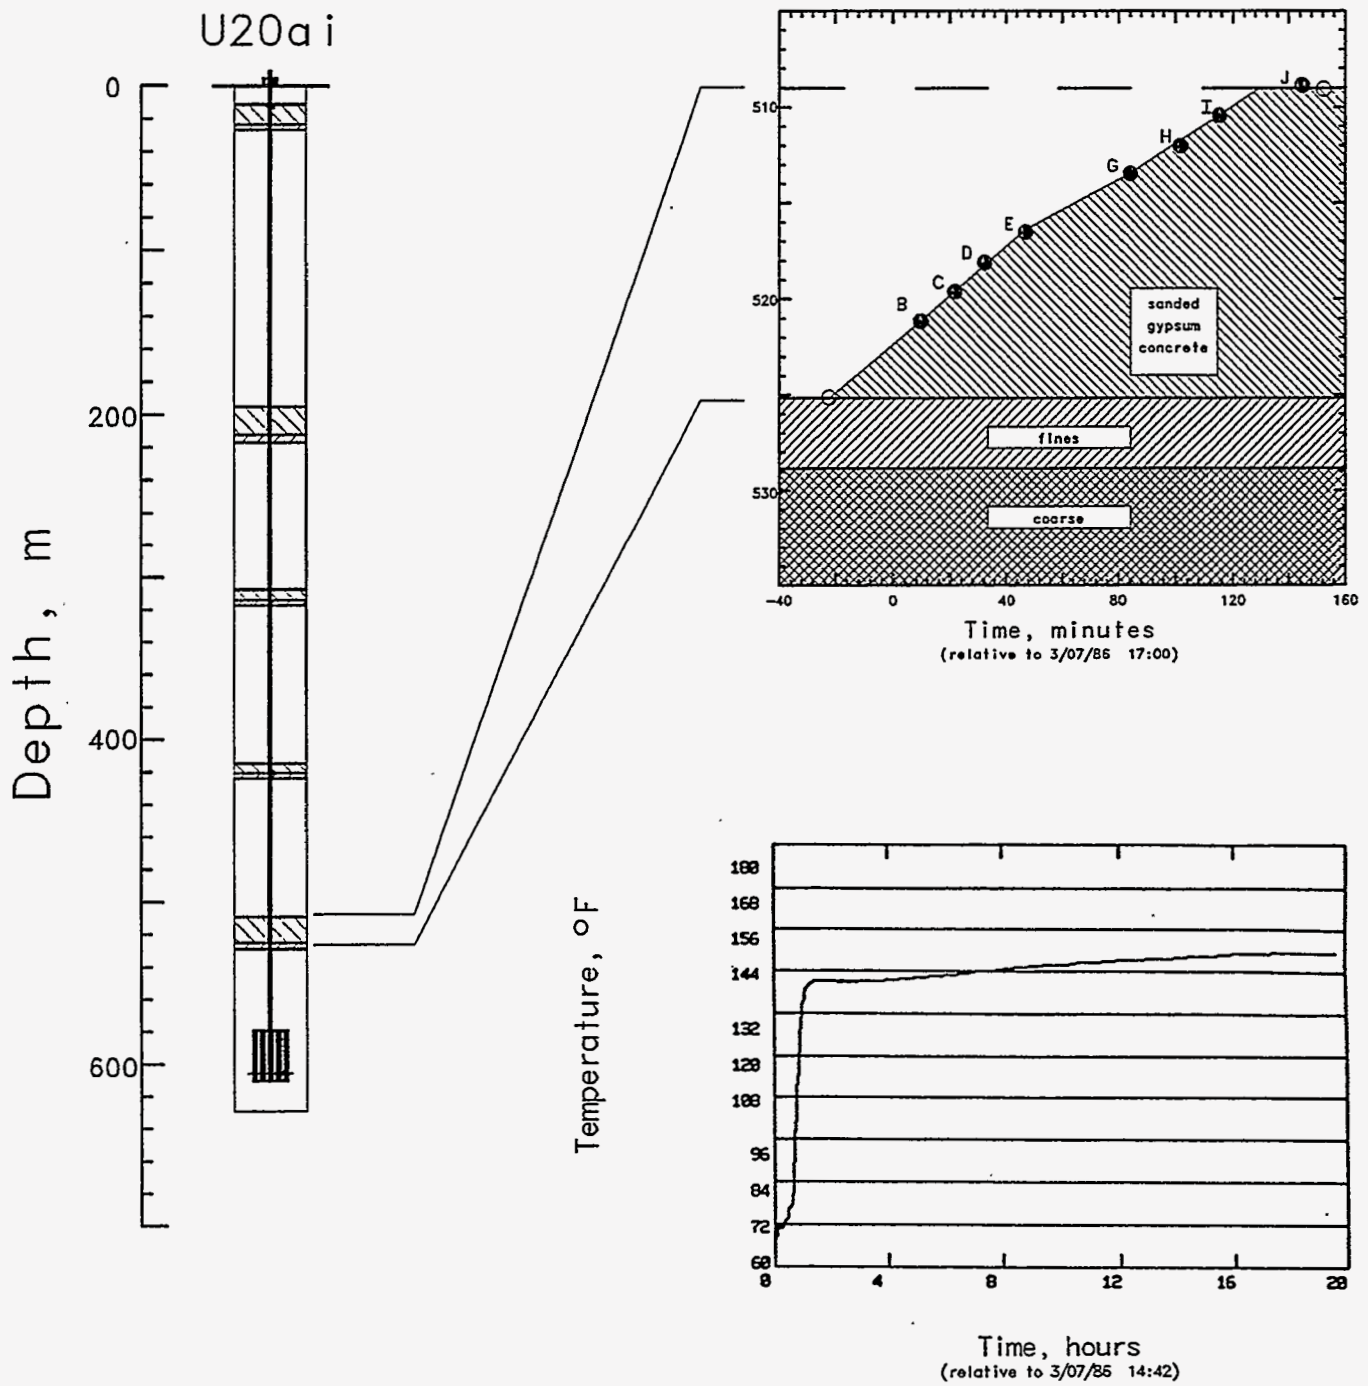 U20ai
0
200
400
600
Depth, m
510
520
530
B
C
D
E
G
H
I
J
sanded
gypsum
concrete
fines
coarse
-40 0 40 80 120 160
Time, minutes
(relative to 3/07/86 17:00)
Temperature, °F
180
168
156
144
132
120
108
96
84
72
60
0 4 8 12 16 20
Time, hours
(relative to 3/07/86 14:42)